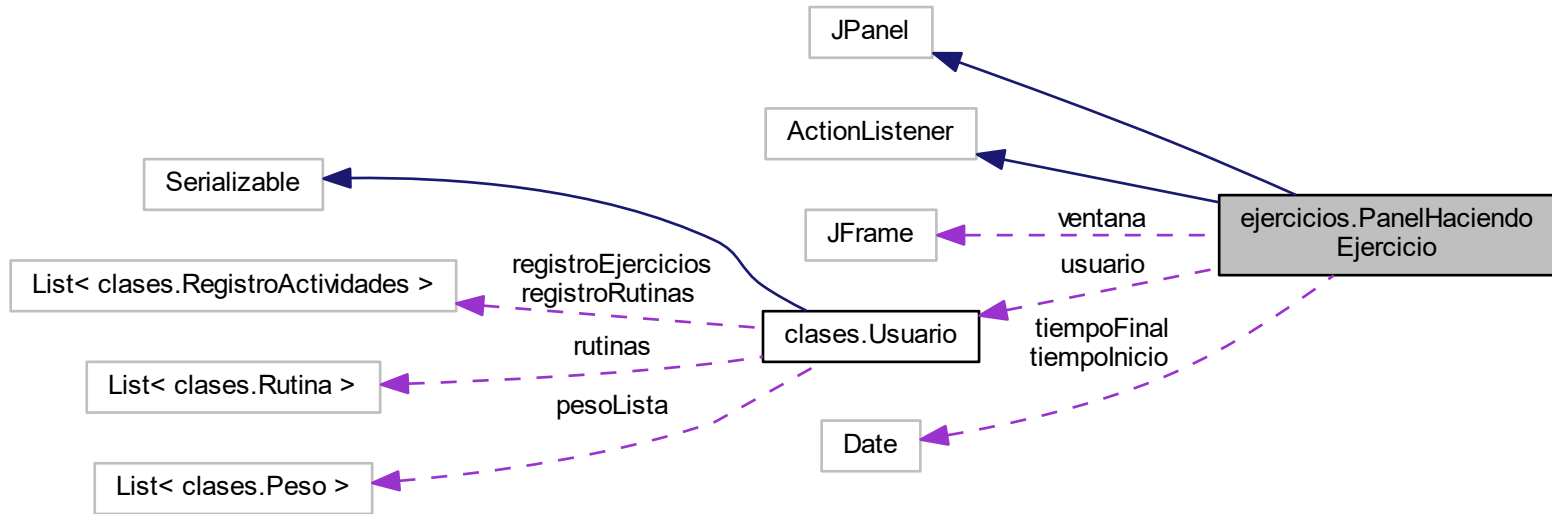 JPanel
ActionListener
Serializable
ejercicios.PanelHaciendo
Ejercicio
ventana
JFrame
usuario
registroEjercicios
registroRutinas
List< clases.RegistroActividades >
clases.Usuario
tiempoFinal
tiempoInicio
rutinas
List< clases.Rutina >
pesoLista
Date
List< clases.Peso >